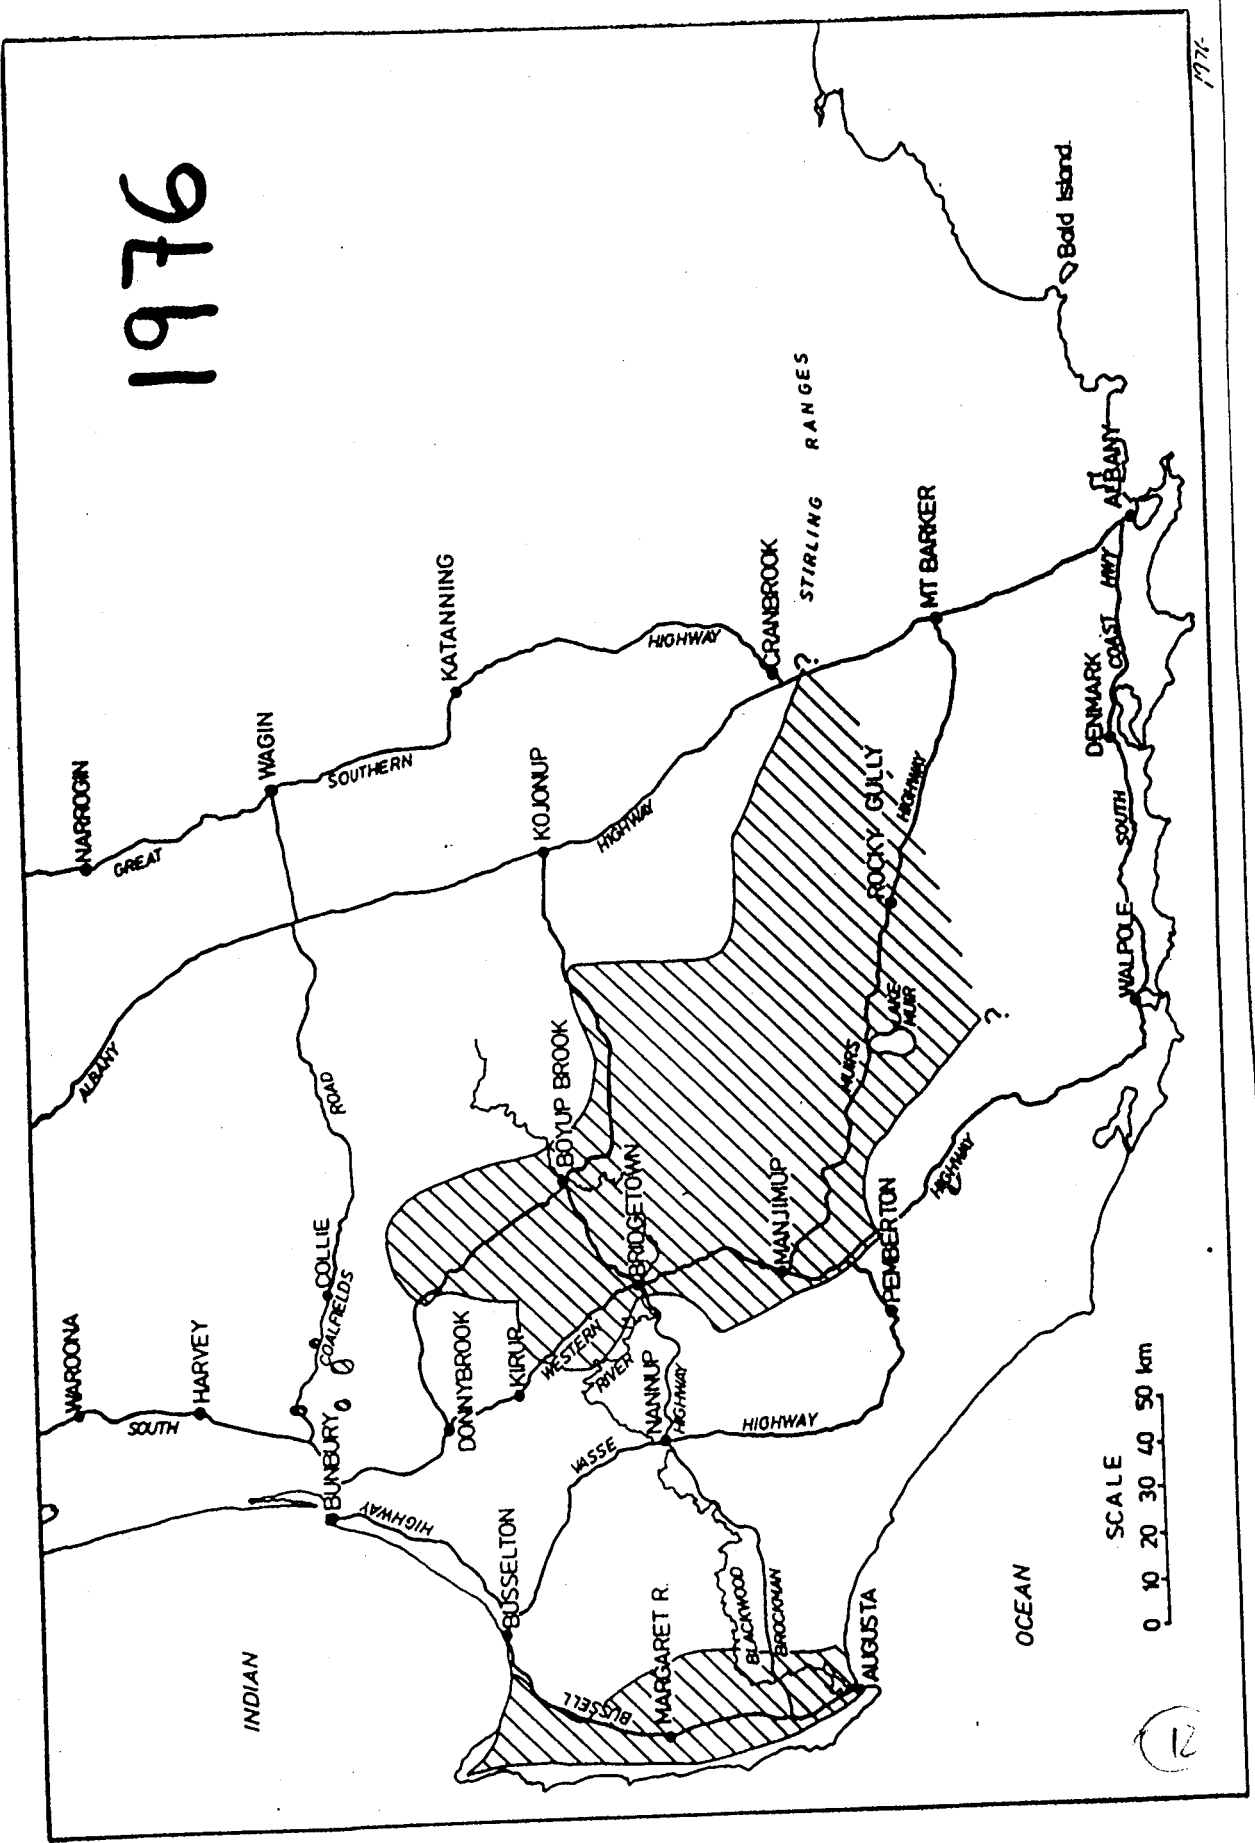 1976
1976
NARROGIN
GREAT
WAGIN
SOUTHERN
KATANNING
HIGHWAY
CRANBROOK
STIRLING RANGES
MT BARKER
ALBANY
Bald Island
ALBANY
HIGHWAY
KOJONUP
ROAD
COLLIE
COALFIELDS
WAROONA
HARVEY
SOUTH
BUNBURY
HIGHWAY
BUSSELTON
BUSSELL
MARGARET R.
AUGUSTA
BLACKWOOD
BROCKMAN
VASSE
NANNUP
HIGHWAY
HIGHWAY
DONNYBROOK
KIRUP
WESTERN
RIVER
BRIDGETOWN
BOYUP BROOK
MANJIMUP
PEMBERTON
HIGHWAY
MUIRS
LAKE
MUIR
ROCKY GULLY
HIGHWAY
?
?
WALPOLE
SOUTH
DENMARK
COAST HWY
INDIAN
OCEAN
SCALE
0 10 20 30 40 50 km
12